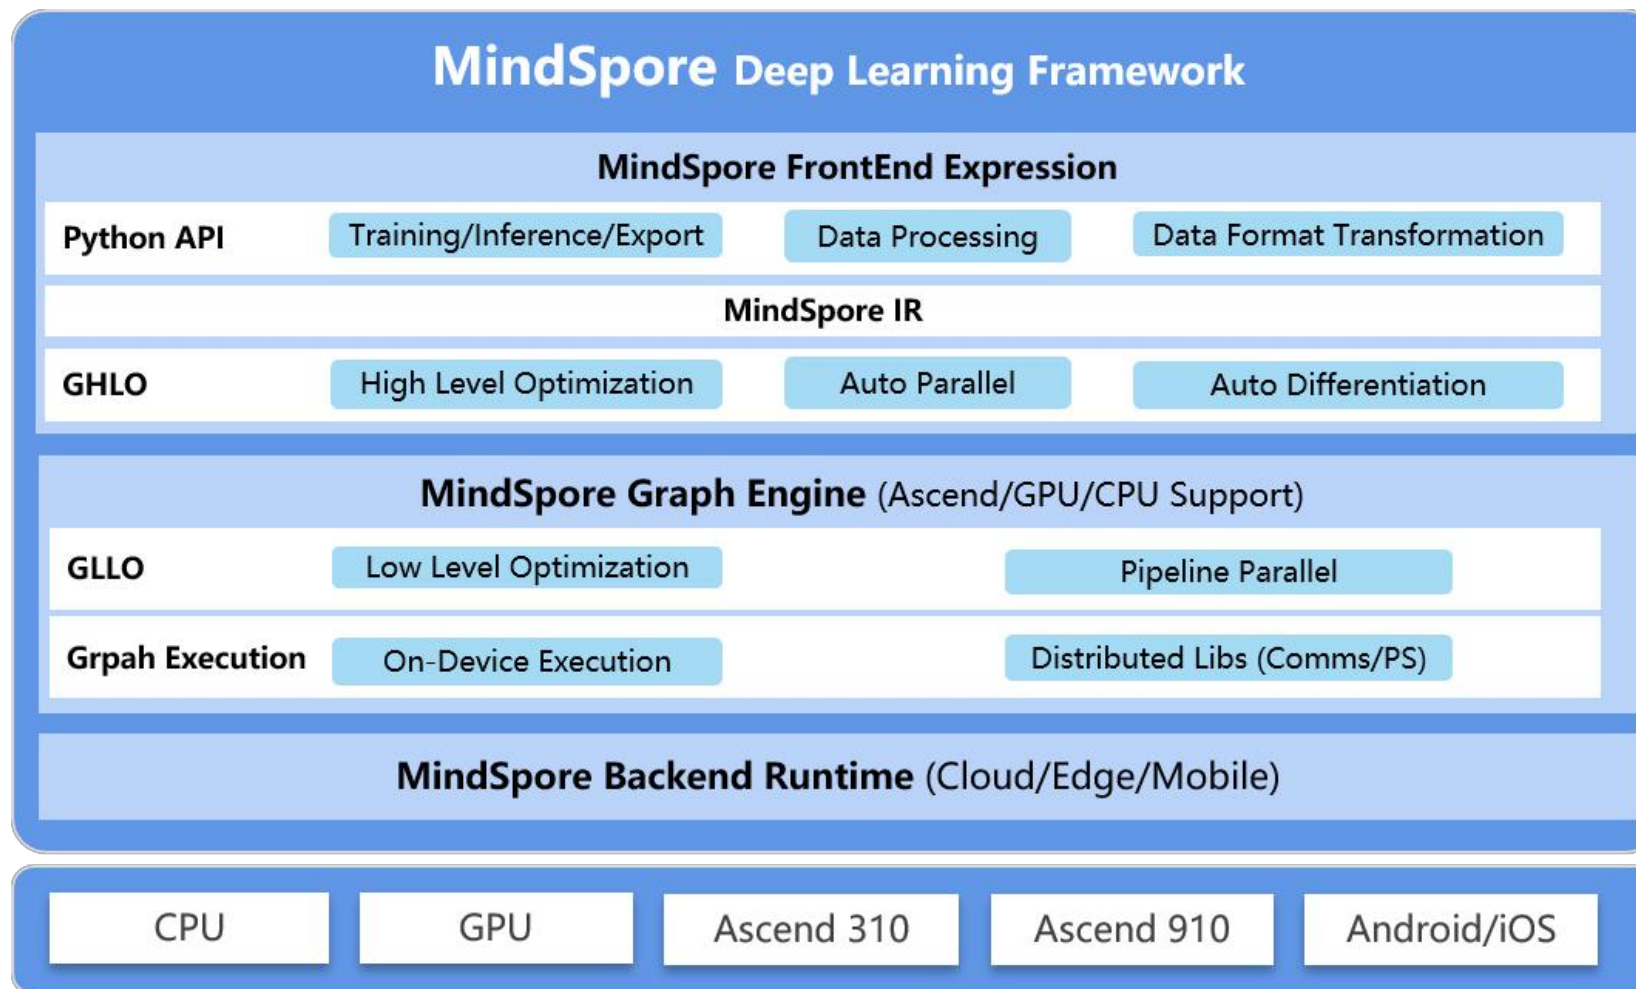 MindSpore Deep Learning Framework
MindSpore FrontEnd Expression
Python API Training/Inference/Export Data Processing Data Format Transformation
MindSpore IR
GHLO High Level Optimization Auto Parallel Auto Differentiation
MindSpore Graph Engine (Ascend/GPU/CPU Support)
GLLO Low Level Optimization Pipeline Parallel
Grpah Execution On-Device Execution Distributed Libs (Comms/PS)
MindSpore Backend Runtime (Cloud/Edge/Mobile)
CPU GPU Ascend 310 Ascend 910 Android/iOS